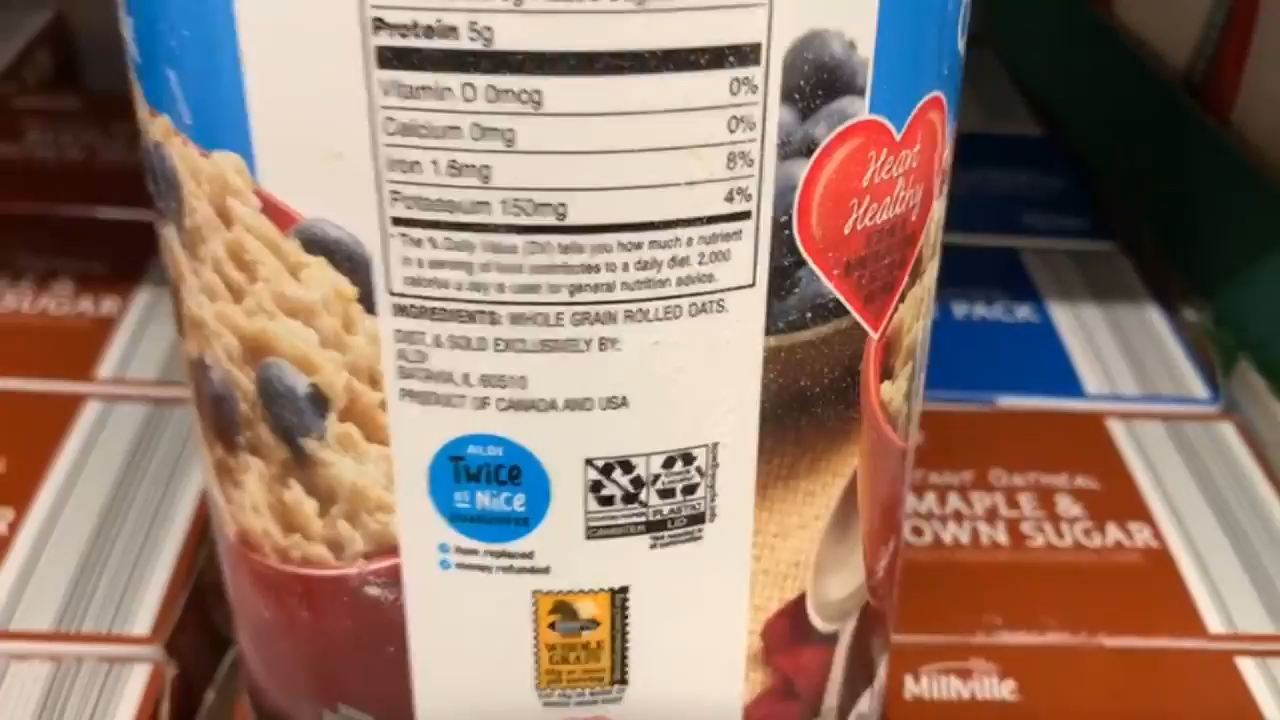 Protein 5g
Vitamin D 0mcg 0%
Calcium 0mg 0%
Iron 1.6mg 8%
Potassium 150mg 4%
* The % Daily Value (DV) tells you how much a nutrient
in a serving of food contributes to a daily diet. 2,000
calories a day is used for general nutrition advice.
INGREDIENTS: WHOLE GRAIN ROLLED OATS.
DIST. & SOLD EXCLUSIVELY BY:
ALDI
BATAVIA, IL 60510
PRODUCT OF CANADA AND USA
ALDI
Twice
as Nice
GUARANTEE
item replaced
money refunded
CANISTER
PLASTIC
LID
WHOLE
GRAIN
Heart
Healthy
SUGAR
PACK
TANT OATMEAL
MAPLE &
OWN SUGAR
Millville